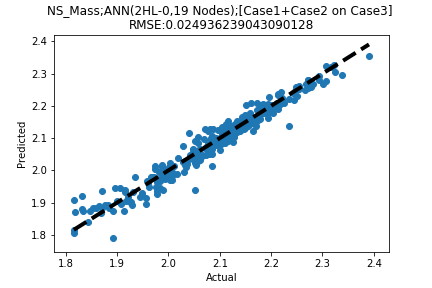 NS_Mass;ANN(2HL-0,19 Nodes);[Case1+Case2 on Case3]
RMSE:0.024936239043090128
2.4
2.3
2.2
2.1
2.0
1.9
1.8
Predicted
1.8 1.9 2.0 2.1 2.2 2.3 2.4
Actual